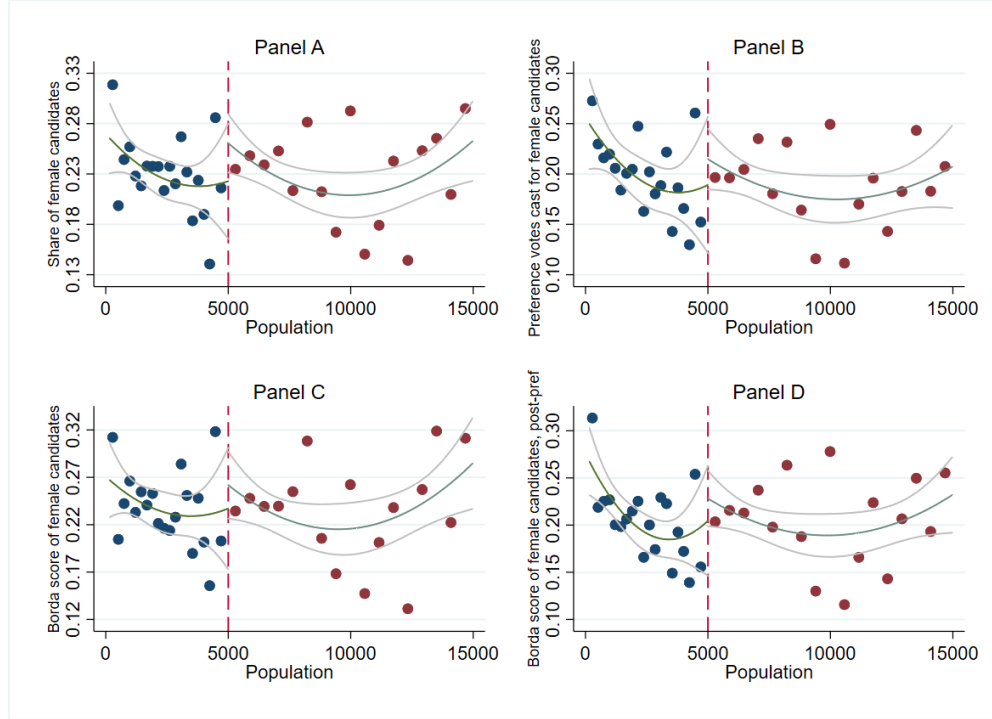 Panel A
Share of female candidates
0.33
0.28
0.23
0.18
0.13
0 5000 10000 15000
Population
Panel B
Preference votes cast for female candidates
0.30
0.25
0.20
0.15
0.10
0 5000 10000 15000
Population
Panel C
Borda score of female candidates
0.32
0.27
0.22
0.17
0.12
0 5000 10000 15000
Population
Panel D
Borda score of female candidates, post-pref
0.30
0.25
0.20
0.15
0.10
0 5000 10000 15000
Population